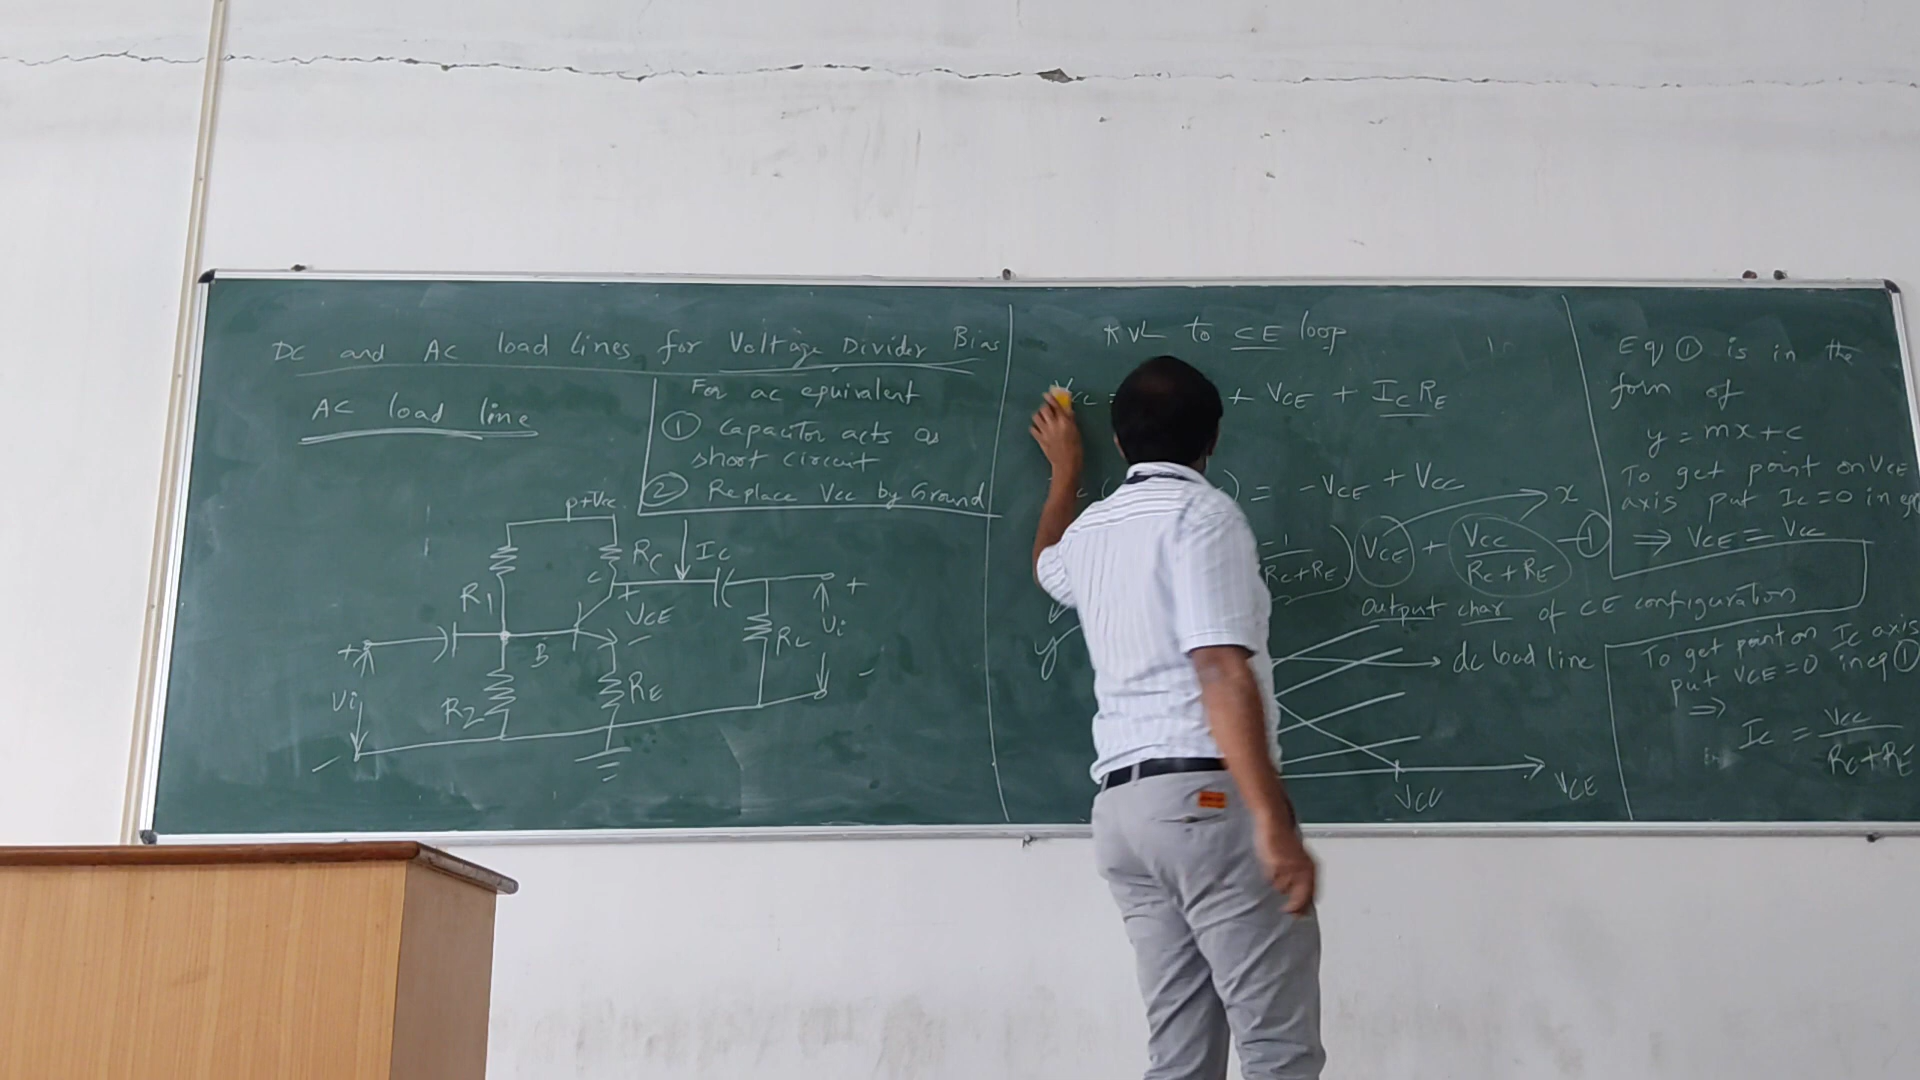 DC and AC load lines for Voltage Divider Bias
AC load line
For ac equivalent
① Capacitor acts as
short circuit
② Replace Vcc by Ground
+Vcc
R1
RC
IC
C
+
VCE
-
B
R2
RE
RL
+
Vi
-
+
Vi
-
KVL to CE loop
Vcc = + VCE + IC RE
) = -VCE + VCC
x
-1/(RC+RE) ) VCE + VCC/(RC+RE) -①
y
Output char of CE configuration
dc load line
VCC
VCE
Eq ① is in the
form of
y = mx+c
To get point on VCE
axis put IC=0 in eq
⇒ VCE = VCC
To get point on IC axis
put VCE=0 in eq ①
⇒
IC = VCC/(RC+RE)